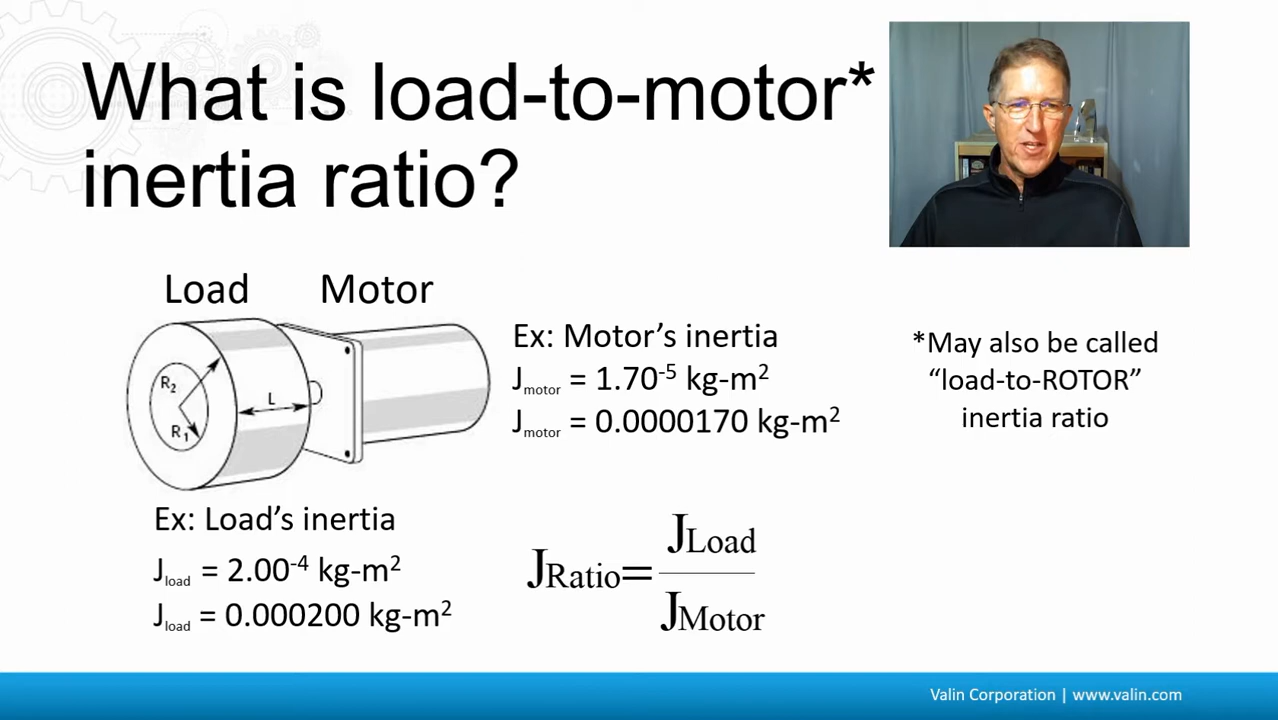 What is load-to-motor*
inertia ratio?
Load
Motor
R2
R1
L
Ex: Motor’s inertia
Jmotor = 1.70⁻⁵ kg-m²
Jmotor = 0.0000170 kg-m²
*May also be called
“load-to-ROTOR”
inertia ratio
Ex: Load’s inertia
Jload = 2.00⁻⁴ kg-m²
Jload = 0.000200 kg-m²
JRatio=
JLoad
JMotor
Valin Corporation | www.valin.com